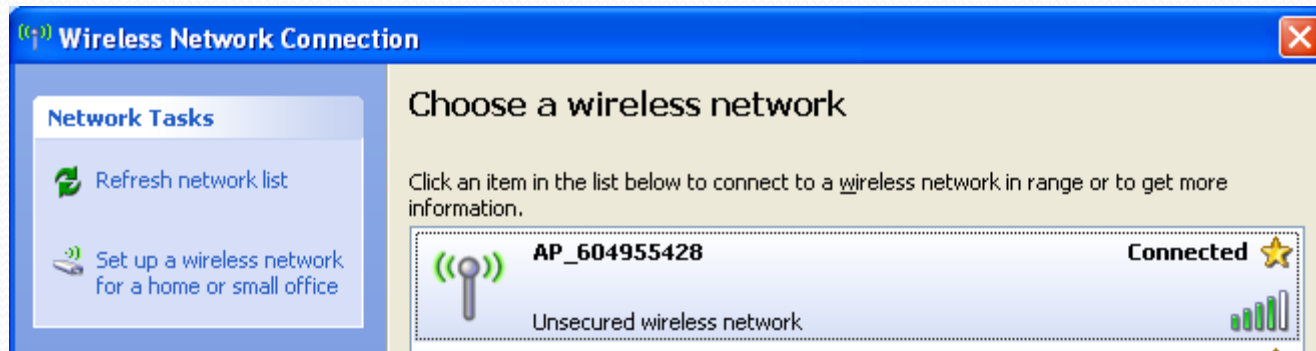 Wireless Network Connection
Network Tasks
Refresh network list
Set up a wireless network
for a home or small office
Choose a wireless network
Click an item in the list below to connect to a wireless network in range or to get more
information.
AP_604955428 Connected
Unsecured wireless network